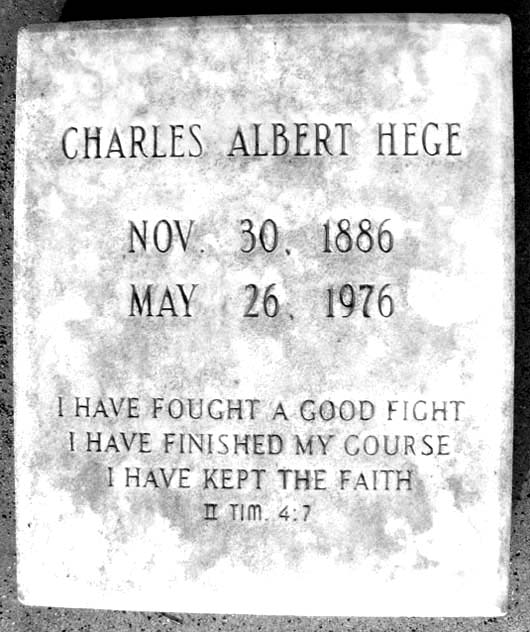 CHARLES ALBERT HEGE
NOV. 30, 1886
MAY 26, 1976
I HAVE FOUGHT A GOOD FIGHT
I HAVE FINISHED MY COURSE
I HAVE KEPT THE FAITH
II TIM. 4:7